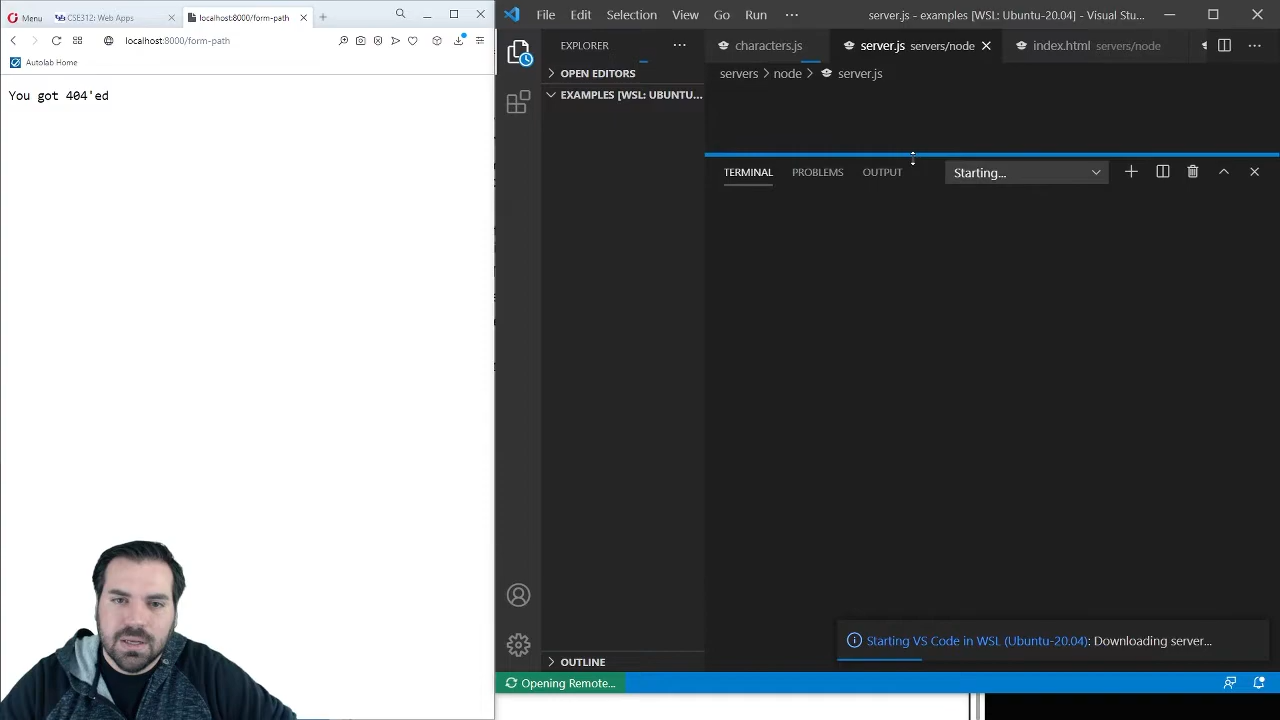 Menu
CSE312: Web Apps
localhost:8000/form-path
localhost:8000/form-path
Autolab Home
You got 404'ed
File Edit Selection View Go Run
server.js - examples [WSL: Ubuntu-20.04] - Visual Stu...
EXPLORER
OPEN EDITORS
EXAMPLES [WSL: UBUNTU...
OUTLINE
characters.js
server.js servers/node
index.html servers/node
servers > node > server.js
TERMINAL PROBLEMS OUTPUT
Starting...
Starting VS Code in WSL (Ubuntu-20.04): Downloading server...
Opening Remote...